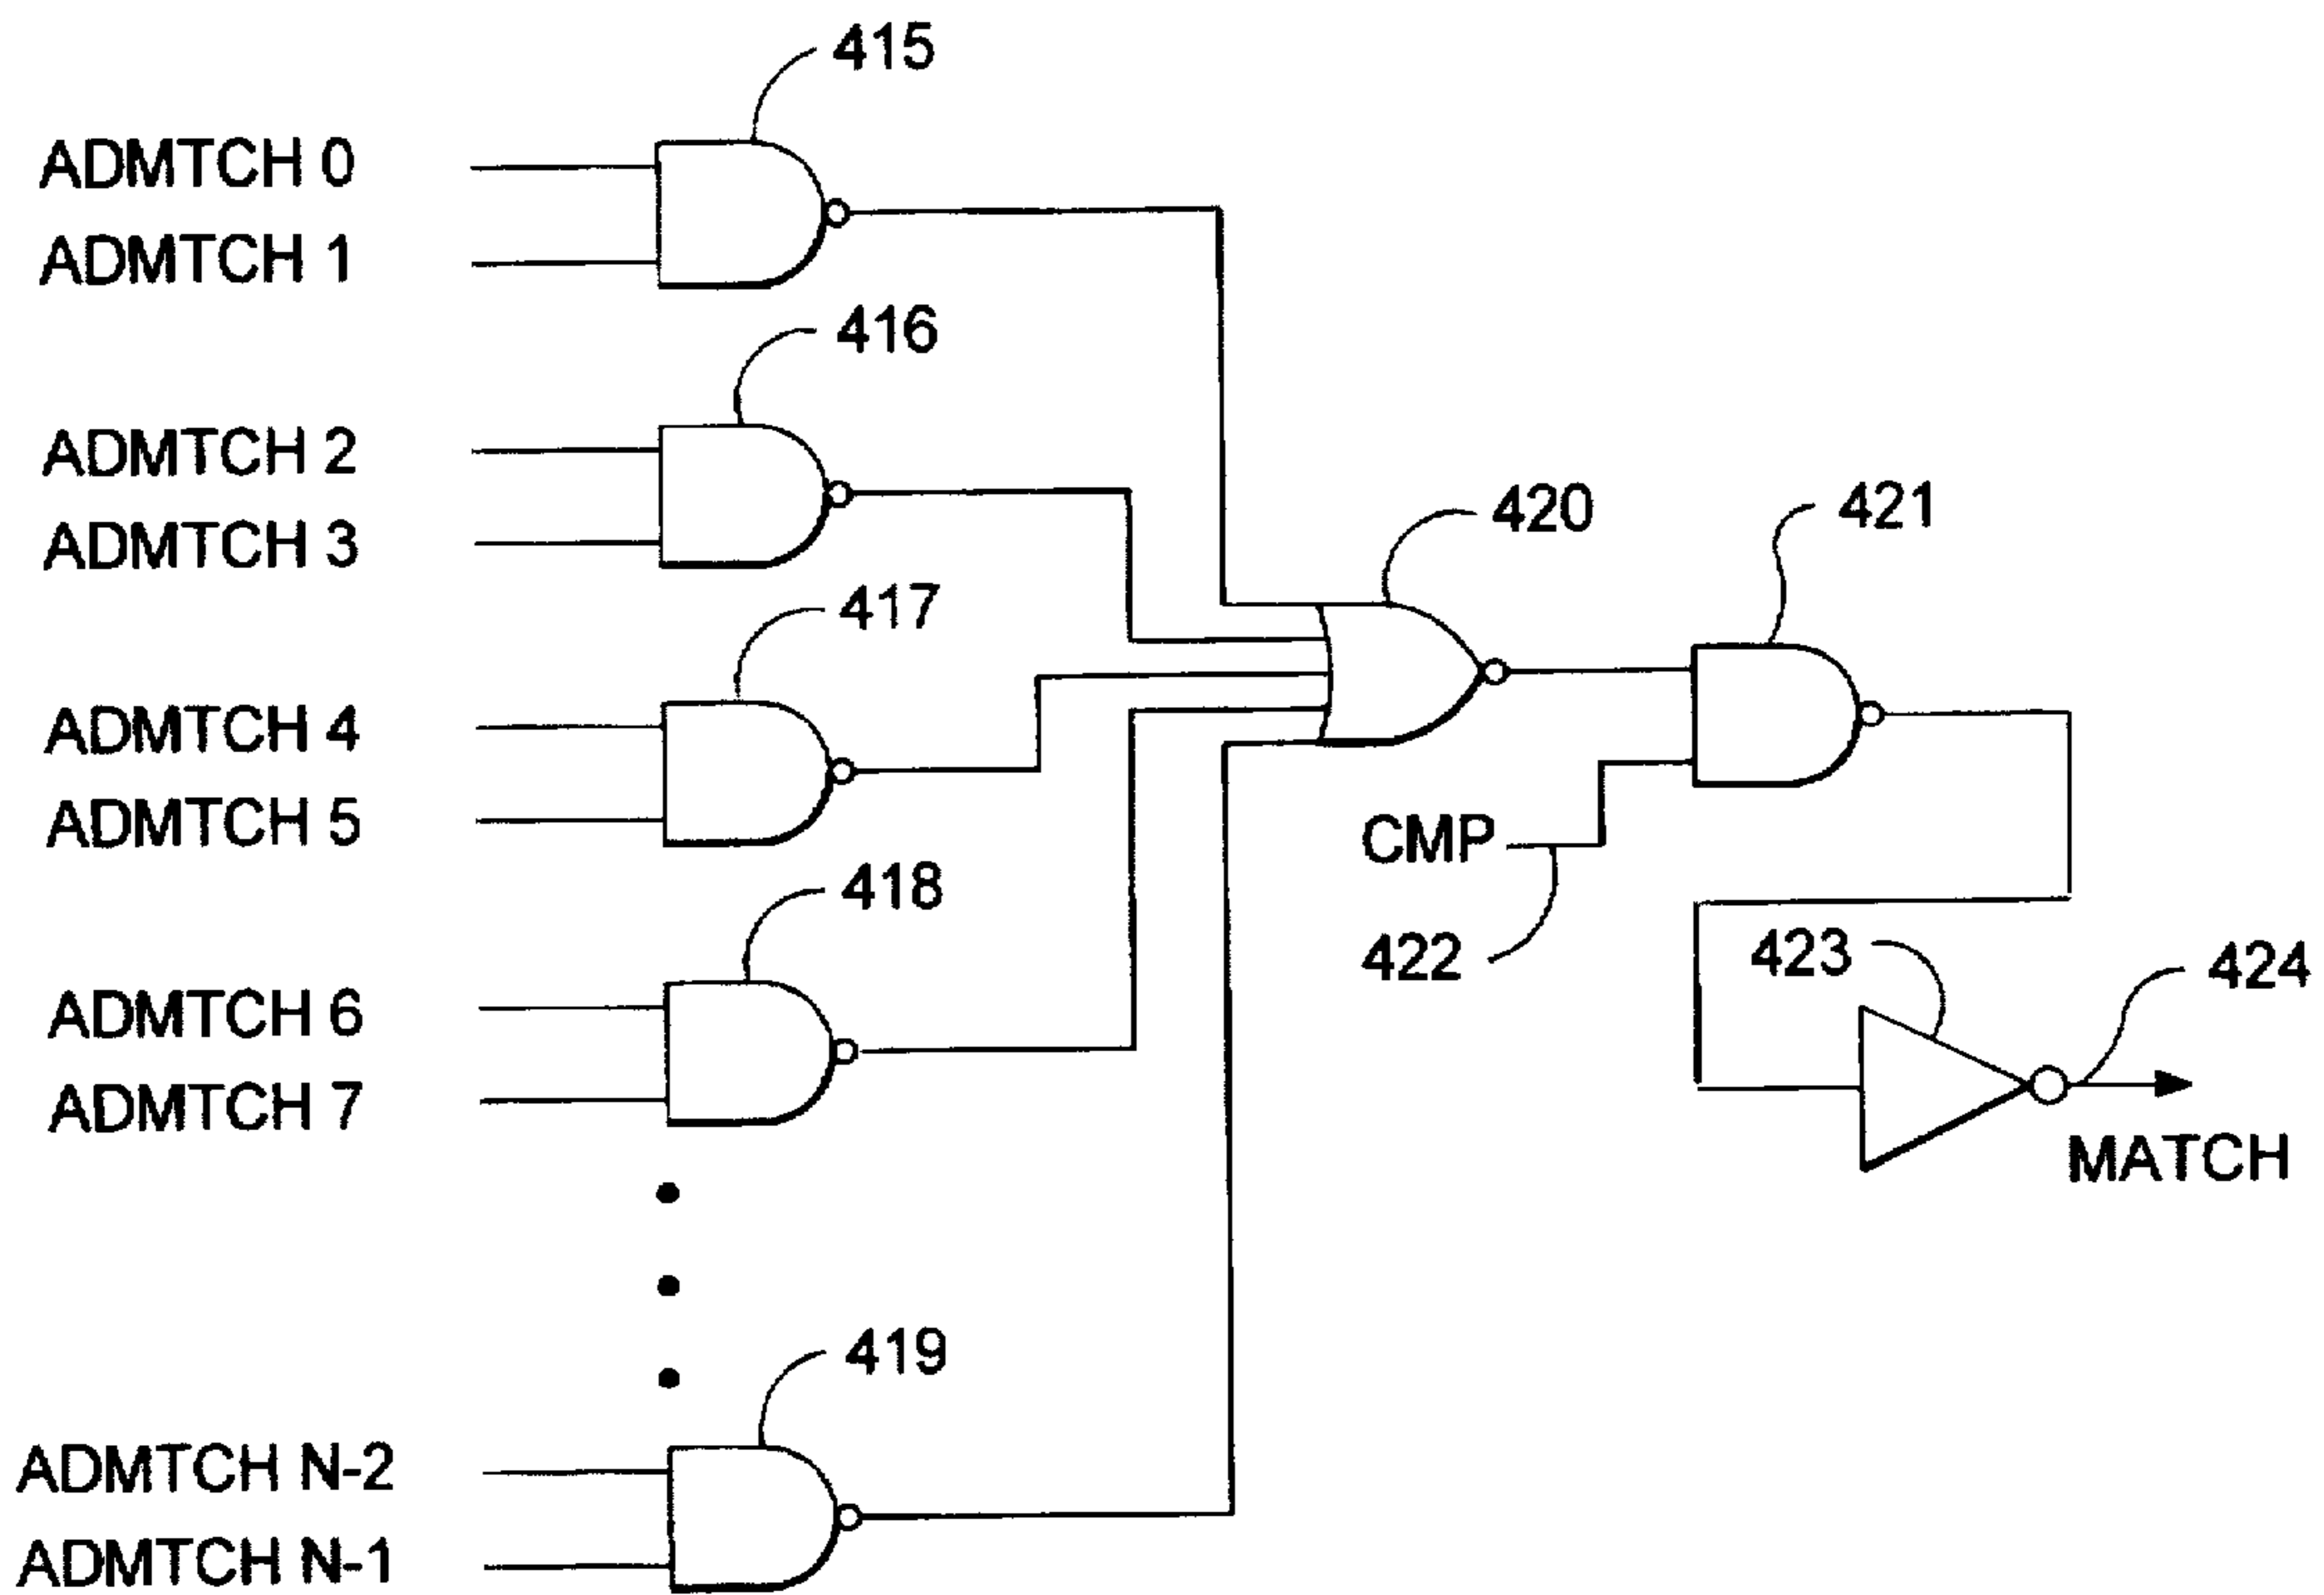 415
ADMTCH 0
ADMTCH 1
416
ADMTCH 2
ADMTCH 3
417
420
421
ADMTCH 4
ADMTCH 5
CMP
418
422
423
424
ADMTCH 6
ADMTCH 7
MATCH
419
ADMTCH N-2
ADMTCH N-1